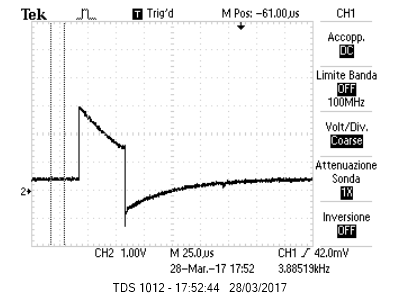 Tek
T Trig'd
M Pos: -61.00µs
CH1
Accopp.
DC
Limite Banda
OFF
100MHz
Volt/Div.
Coarse
Attenuazione
Sonda
1X
Inversione
OFF
2
CH2 1.00V
M 25.0µs
CH1 ∫ 42.0mV
28-Mar.-17 17:52
3.88519kHz
TDS 1012 - 17:52:44 28/03/2017